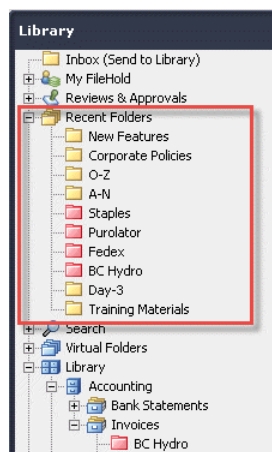 Library
Inbox (Send to Library)
My FileHold
Reviews & Approvals
Recent Folders
New Features
Corporate Policies
O-Z
A-N
Staples
Purolator
Fedex
BC Hydro
Day-3
Training Materials
Search
Virtual Folders
Library
Accounting
Bank Statements
Invoices
BC Hydro